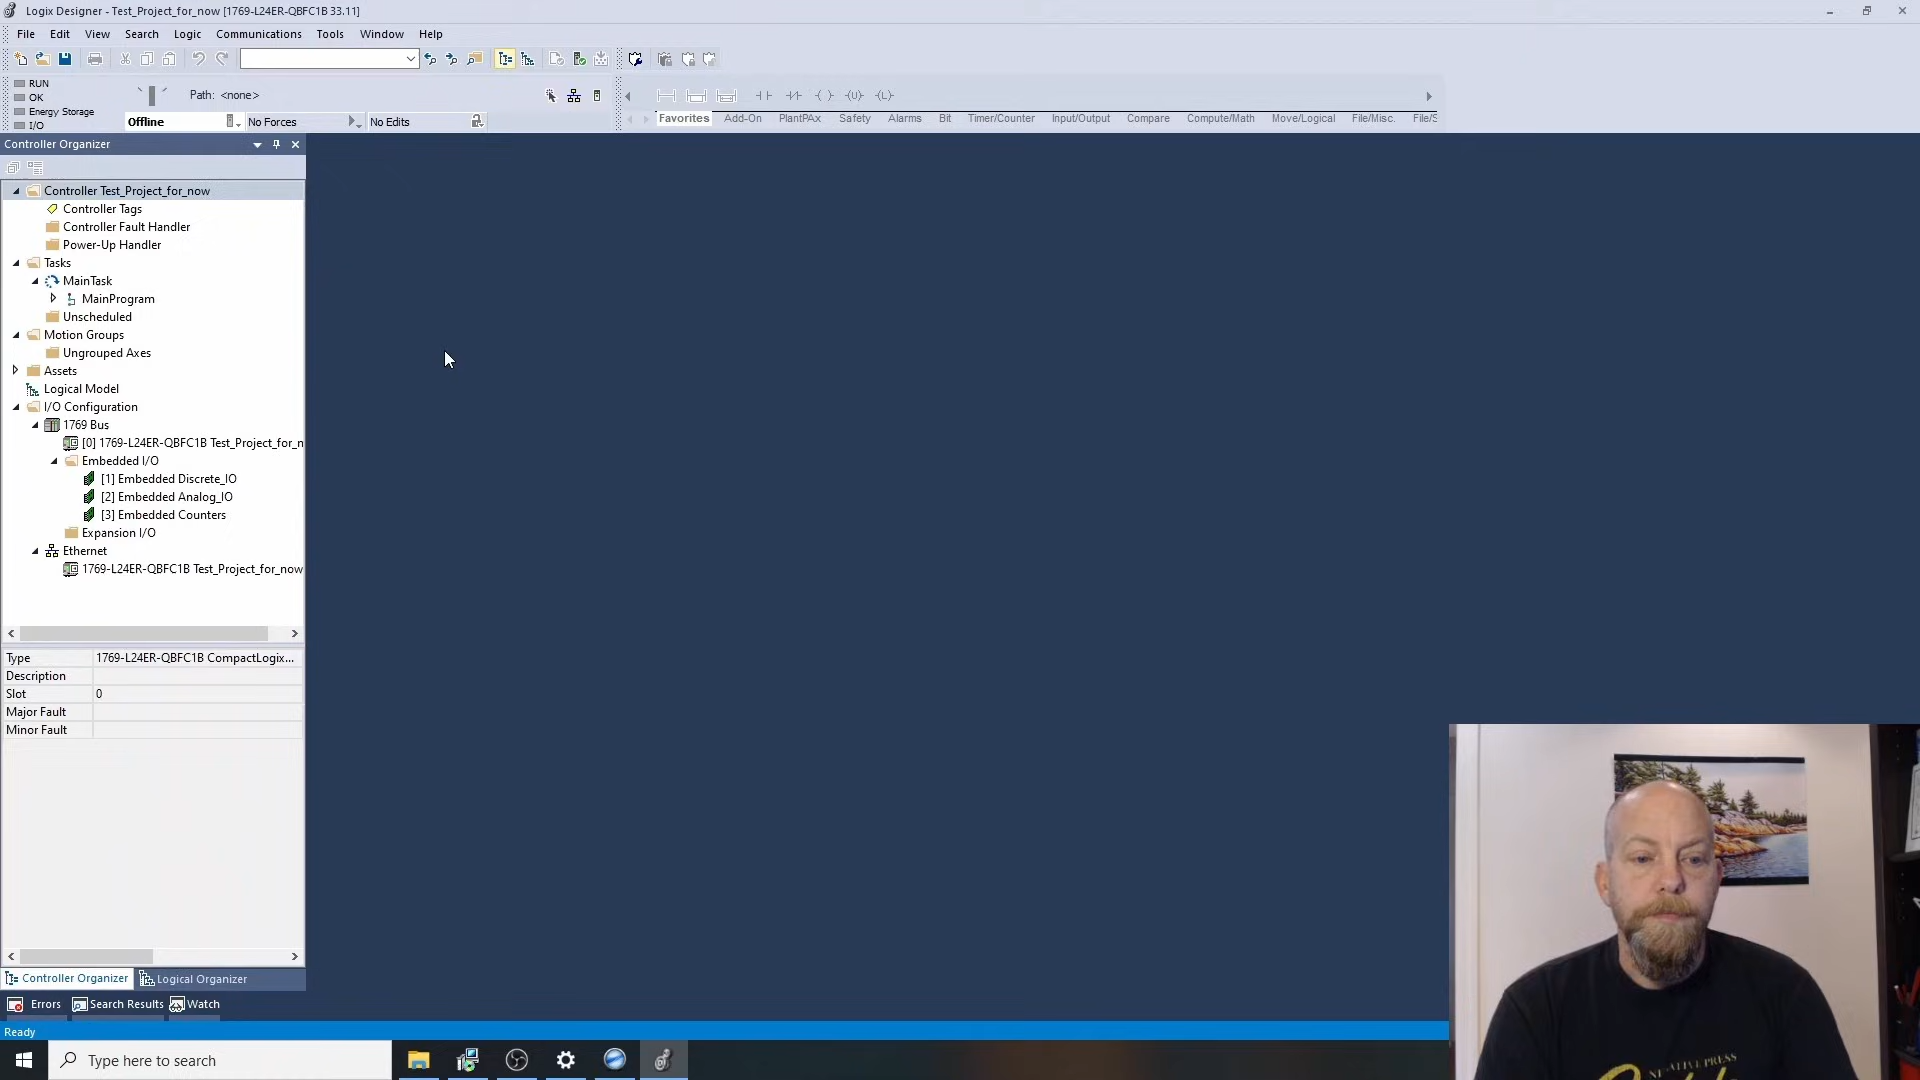 Logix Designer - Test_Project_for_now [1769-L24ER-QBFC1B 33.11]
File Edit View Search Logic Communications Tools Window Help
RUN
OK
Energy Storage
I/O
Path: <none>
Offline No Forces No Edits
Favorites Add-On PlantPAx Safety Alarms Bit Timer/Counter Input/Output Compare Compute/Math Move/Logical File/Misc. File/S
Controller Organizer
Controller Test_Project_for_now
Controller Tags
Controller Fault Handler
Power-Up Handler
Tasks
MainTask
MainProgram
Unscheduled
Motion Groups
Ungrouped Axes
Assets
Logical Model
I/O Configuration
1769 Bus
[0] 1769-L24ER-QBFC1B Test_Project_for_n
Embedded I/O
[1] Embedded Discrete_IO
[2] Embedded Analog_IO
[3] Embedded Counters
Expansion I/O
Ethernet
1769-L24ER-QBFC1B Test_Project_for_now
Type 1769-L24ER-QBFC1B CompactLogix...
Description
Slot 0
Major Fault
Minor Fault
Controller Organizer Logical Organizer
Errors Search Results Watch
Ready
Type here to search